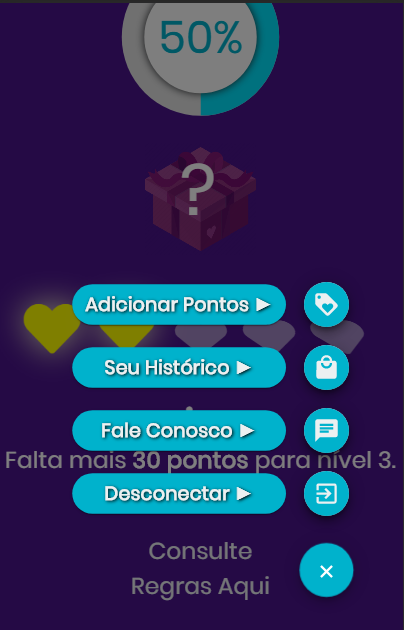 50%
?
Adicionar Pontos ►
Seu Histórico ►
Fale Conosco ►
Falta mais 30 pontos para nível 3.
Desconectar ►
Consulte
Regras Aqui
×